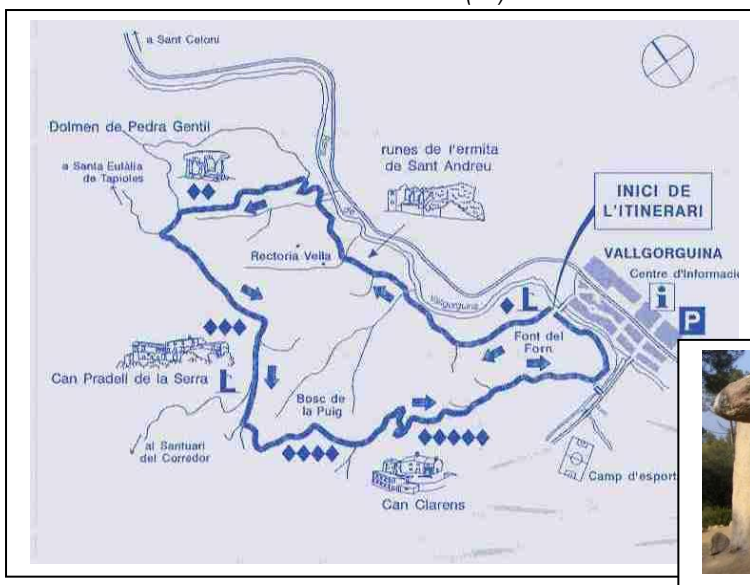 a Sant Celoni
Dolmen de Pedra Gentil
a Santa Eulàlia
de Tapioles
runes de l'ermita
de Sant Andreu
INICI DE
L'ITINERARI
Rectoria Vella
VALLGORGUINA
Centre d'Informació
i
P
Vallgorguina
Font del
Forn
Can Pradell de la Serra
Bosc de
la Puig
al Santuari
del Corredor
Can Clarens
Camp d'esport